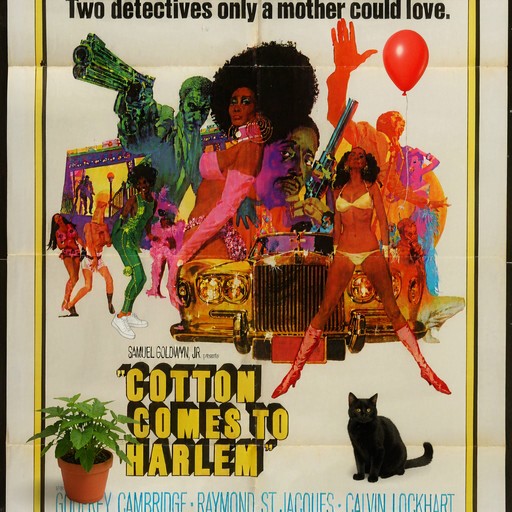 Two detectives only a mother could love.
SAMUEL GOLDWYN, JR. presents
"COTTON
COMES TO
HARLEM"
GODFREY CAMBRIDGE • RAYMOND ST. JACQUES • CALVIN LOCKHART